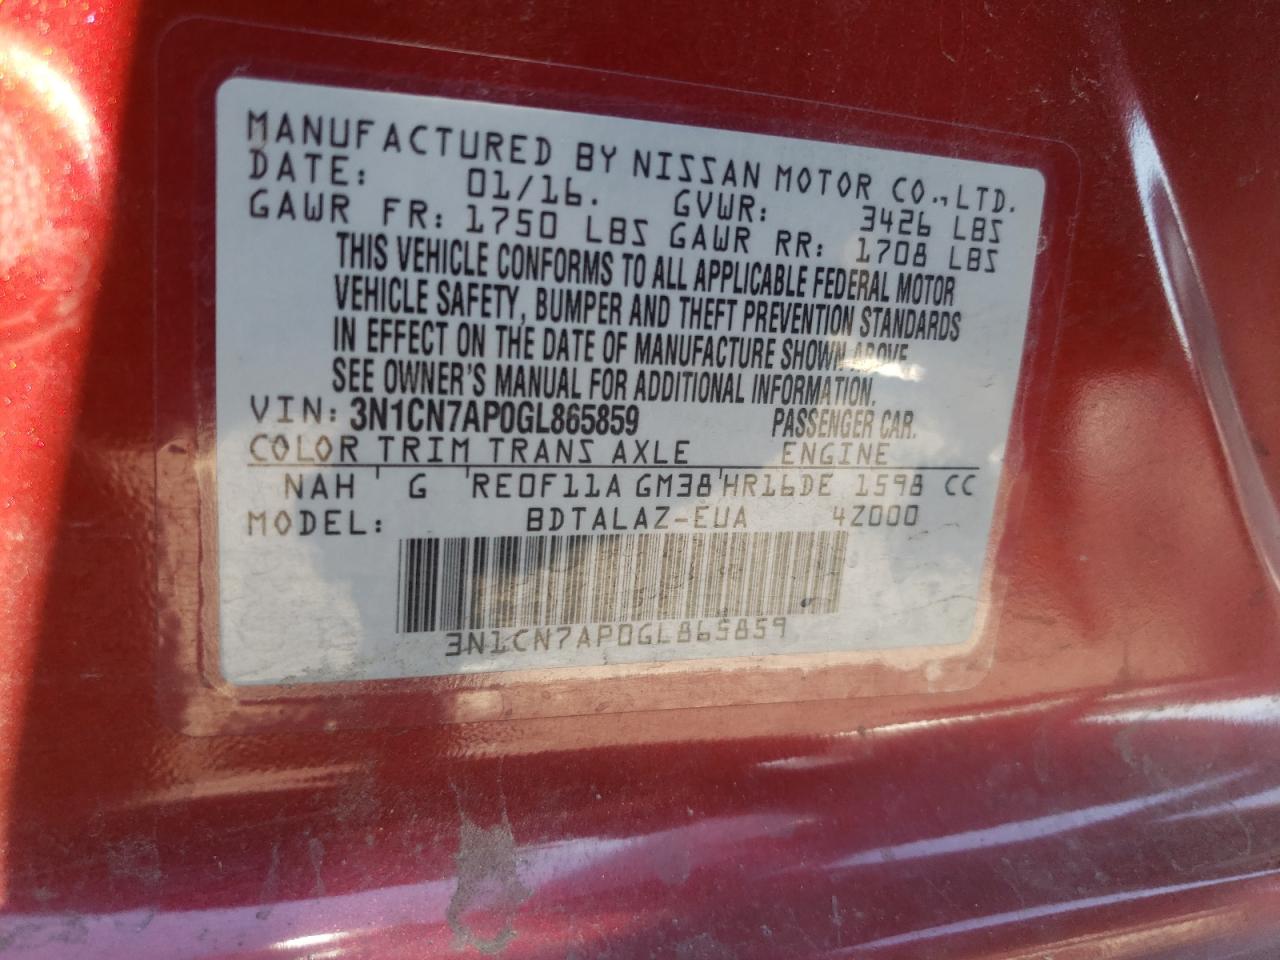 MANUFACTURED BY NISSAN MOTOR CO.,LTD.
DATE: 01/16. GVWR: 3426 LBS
GAWR FR: 1750 LBS GAWR RR: 1708 LBS
THIS VEHICLE CONFORMS TO ALL APPLICABLE FEDERAL MOTOR
VEHICLE SAFETY, BUMPER AND THEFT PREVENTION STANDARDS
IN EFFECT ON THE DATE OF MANUFACTURE SHOWN ABOVE.
SEE OWNER'S MANUAL FOR ADDITIONAL INFORMATION.
VIN: 3N1CN7AP0GL865859 PASSENGER CAR.
COLOR TRIM TRANS AXLE ENGINE
NAH G RE0F11A GM38 HR16DE 1598 CC
MODEL: BDTALAZ-EUA 4Z000
3N1CN7AP0GL865859